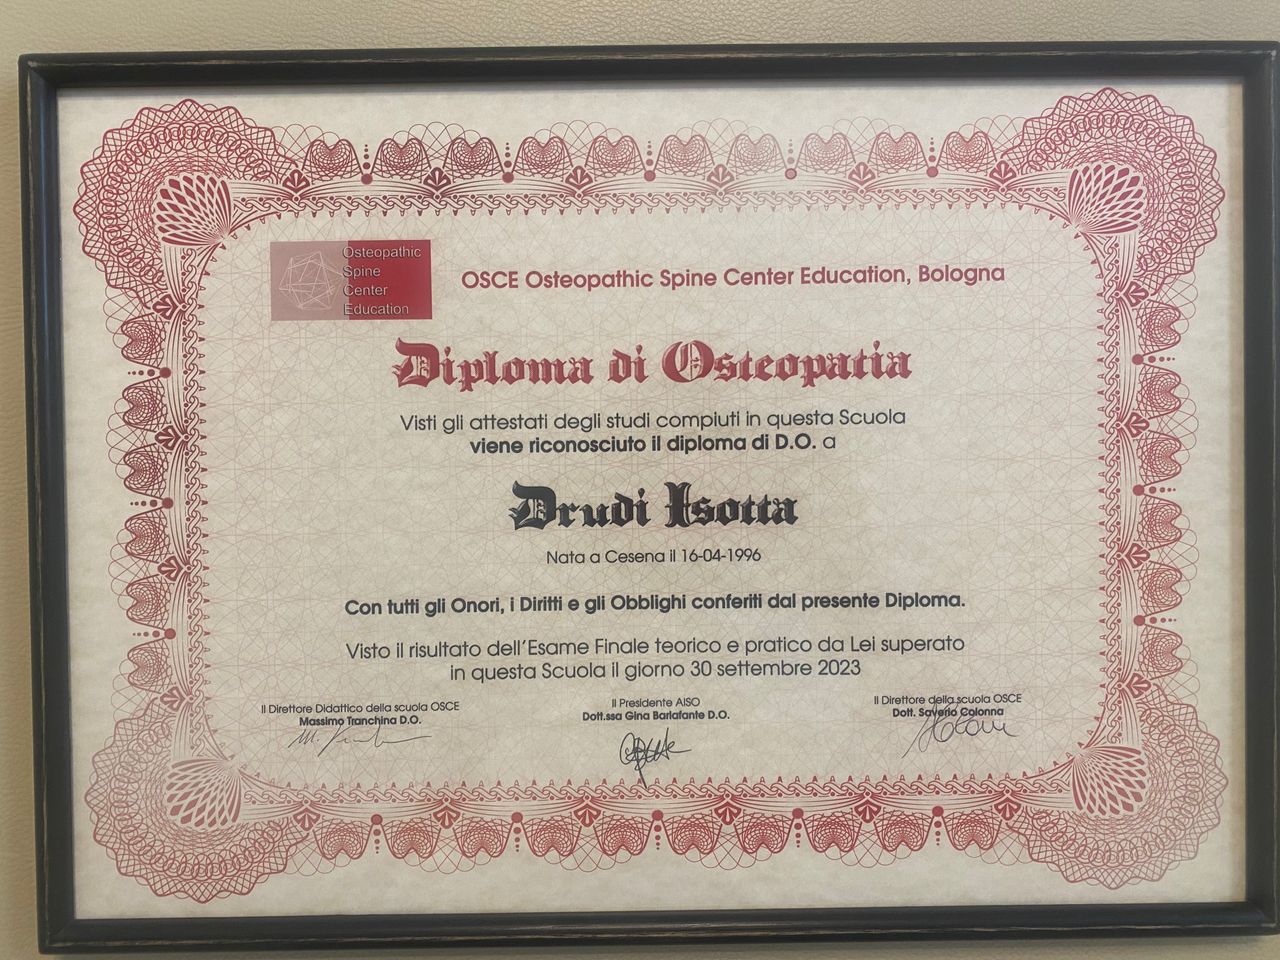 Osteopathic
Spine
Center
Education
OSCE Osteopathic Spine Center Education, Bologna
Diploma di Osteopatia
Visti gli attestati degli studi compiuti in questa Scuola
viene riconosciuto il diploma di D.O. a
Drudi Isotta
Nata a Cesena il 16-04-1996
Con tutti gli Onori, i Diritti e gli Obblighi conferiti dal presente Diploma.
Visto il risultato dell'Esame Finale teorico e pratico da Lei superato
in questa Scuola il giorno 30 settembre 2023
Il Direttore Didattico della scuola OSCE
Massimo Tranchina D.O.
Il Presidente AISO
Dott.ssa Gina Barlafante D.O.
Il Direttore della scuola OSCE
Dott. Saverio Colonna